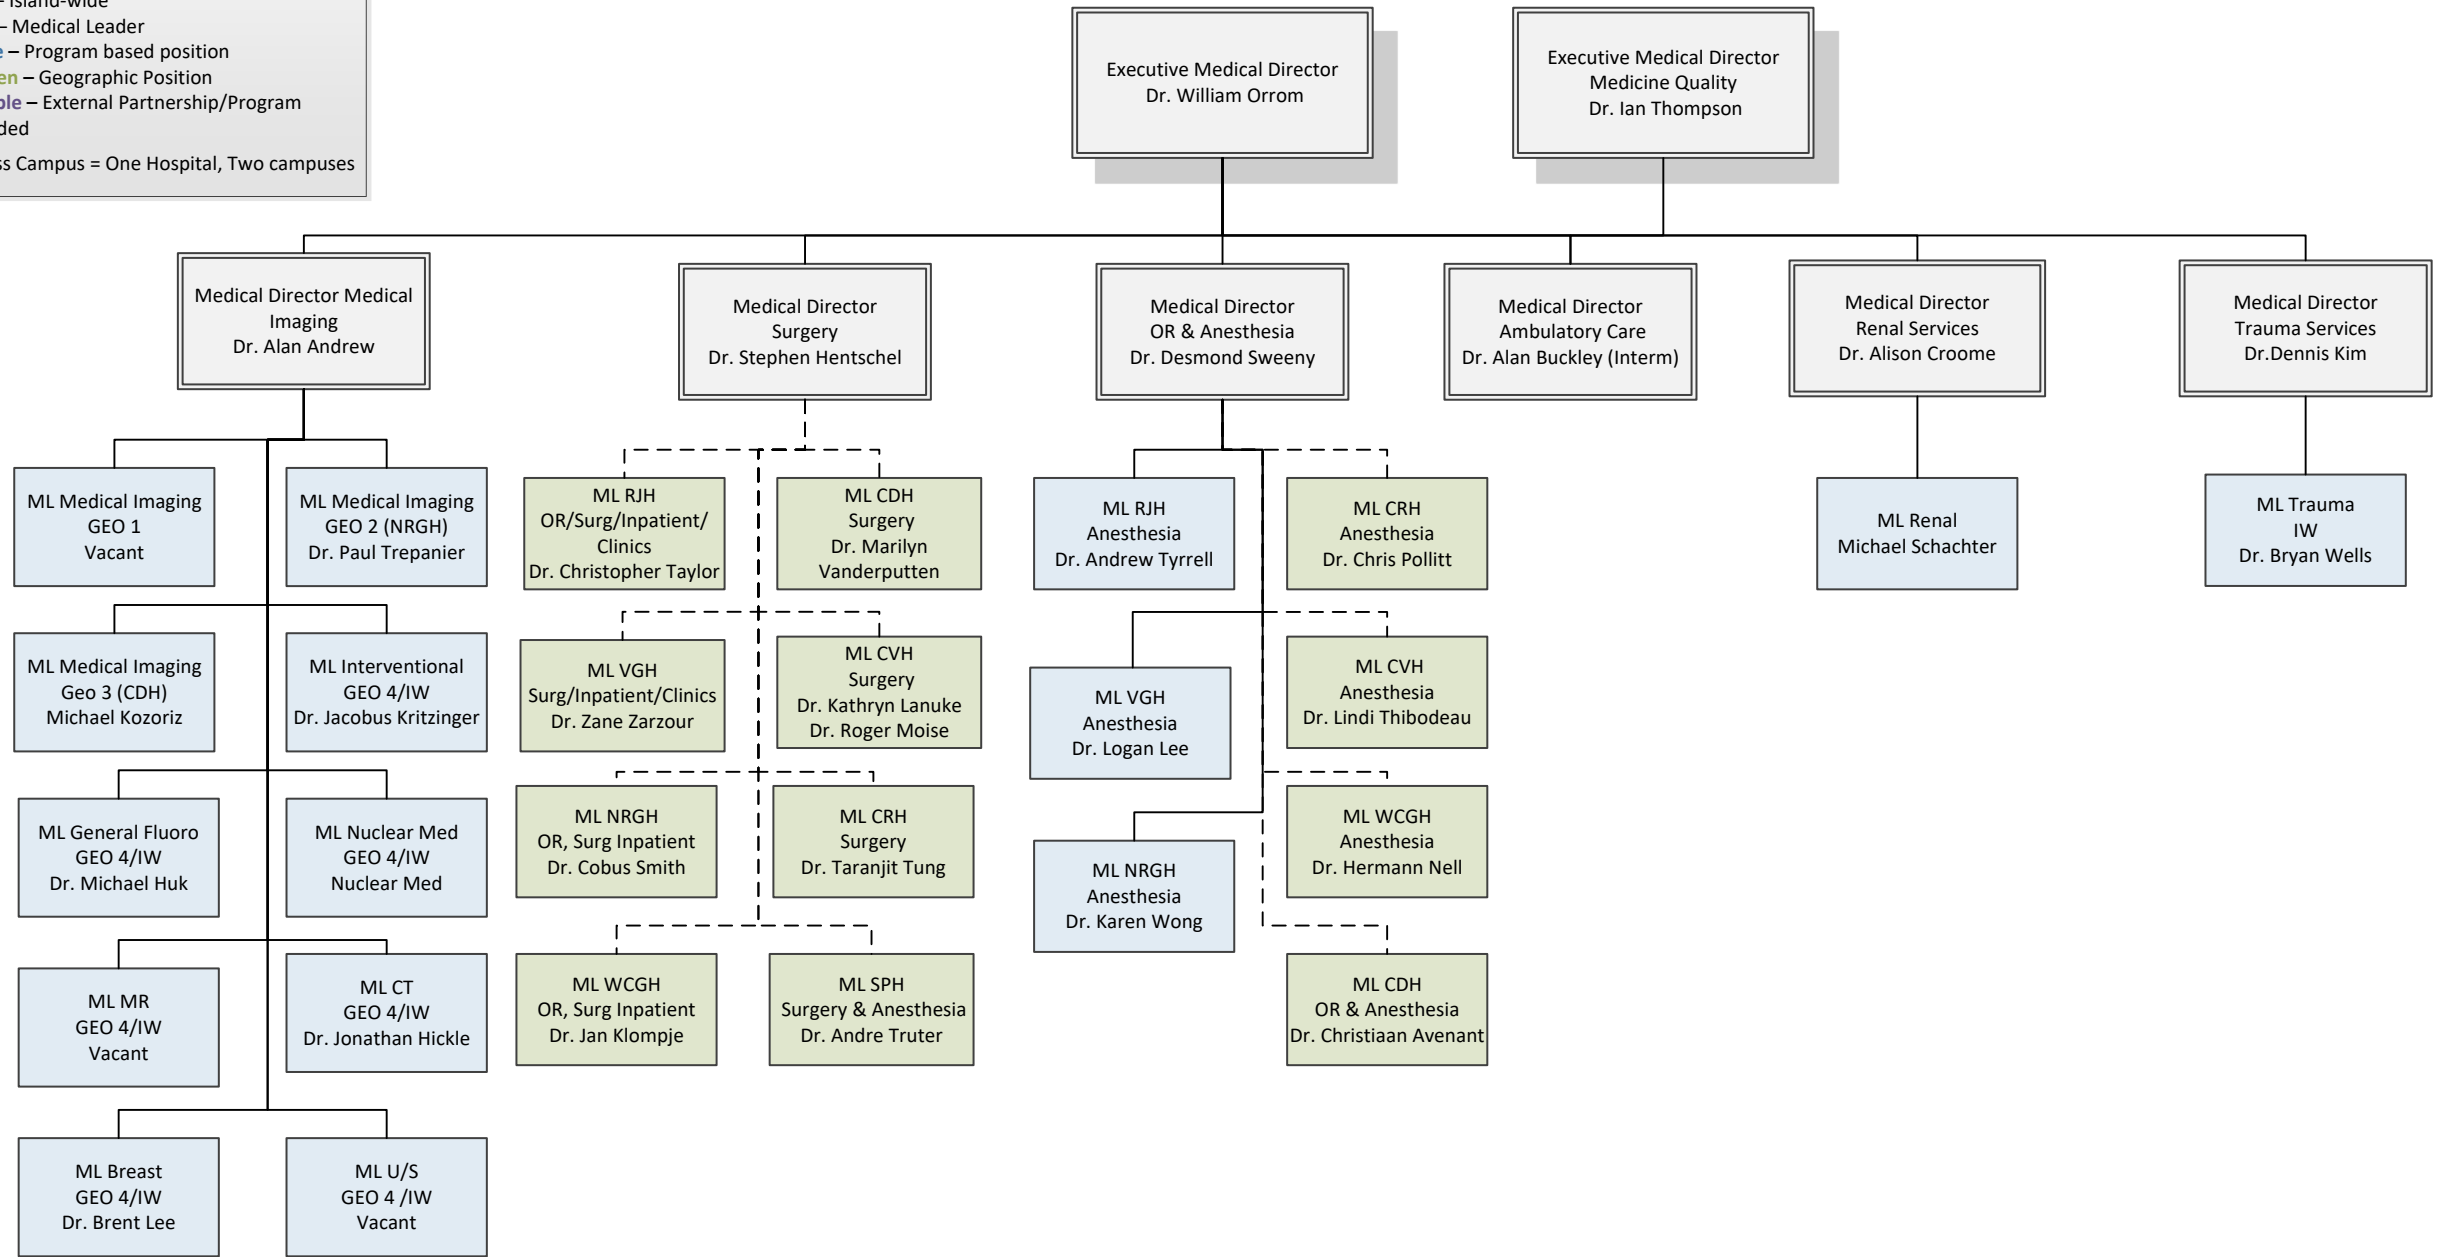 – Island-wide
– Medical Leader
– Program based position
– Geographic Position
– External Partnership/Program
Campus = One Hospital, Two campuses
Executive Medical Director
Dr. William Orrom
Executive Medical Director
Medicine Quality
Dr. Ian Thompson
Medical Director Medical
Imaging
Dr. Alan Andrew
Medical Director
Surgery
Dr. Stephen Hentschel
Medical Director
OR & Anesthesia
Dr. Desmond Sweeny
Medical Director
Ambulatory Care
Dr. Alan Buckley (Interm)
Medical Director
Renal Services
Dr. Alison Croome
Medical Director
Trauma Services
Dr.Dennis Kim
ML Medical Imaging
GEO 1
Vacant
ML Medical Imaging
GEO 2 (NRGH)
Dr. Paul Trepanier
ML Medical Imaging
Geo 3 (CDH)
Michael Kozoriz
ML Interventional
GEO 4/IW
Dr. Jacobus Kritzinger
ML General Fluoro
GEO 4/IW
Dr. Michael Huk
ML Nuclear Med
GEO 4/IW
Nuclear Med
ML MR
GEO 4/IW
Vacant
ML CT
GEO 4/IW
Dr. Jonathan Hickle
ML Breast
GEO 4/IW
Dr. Brent Lee
ML U/S
GEO 4 /IW
Vacant
ML RJH
OR/Surg/Inpatient/
Clinics
Dr. Christopher Taylor
ML CDH
Surgery
Dr. Marilyn
Vanderputten
ML VGH
Surg/Inpatient/Clinics
Dr. Zane Zarzour
ML CVH
Surgery
Dr. Kathryn Lanuke
Dr. Roger Moise
ML NRGH
OR, Surg Inpatient
Dr. Cobus Smith
ML CRH
Surgery
Dr. Taranjit Tung
ML WCGH
OR, Surg Inpatient
Dr. Jan Klompje
ML SPH
Surgery & Anesthesia
Dr. Andre Truter
ML RJH
Anesthesia
Dr. Andrew Tyrrell
ML CRH
Anesthesia
Dr. Chris Pollitt
ML VGH
Anesthesia
Dr. Logan Lee
ML CVH
Anesthesia
Dr. Lindi Thibodeau
ML NRGH
Anesthesia
Dr. Karen Wong
ML WCGH
Anesthesia
Dr. Hermann Nell
ML CDH
OR & Anesthesia
Dr. Christiaan Avenant
ML Renal
Michael Schachter
ML Trauma
IW
Dr. Bryan Wells